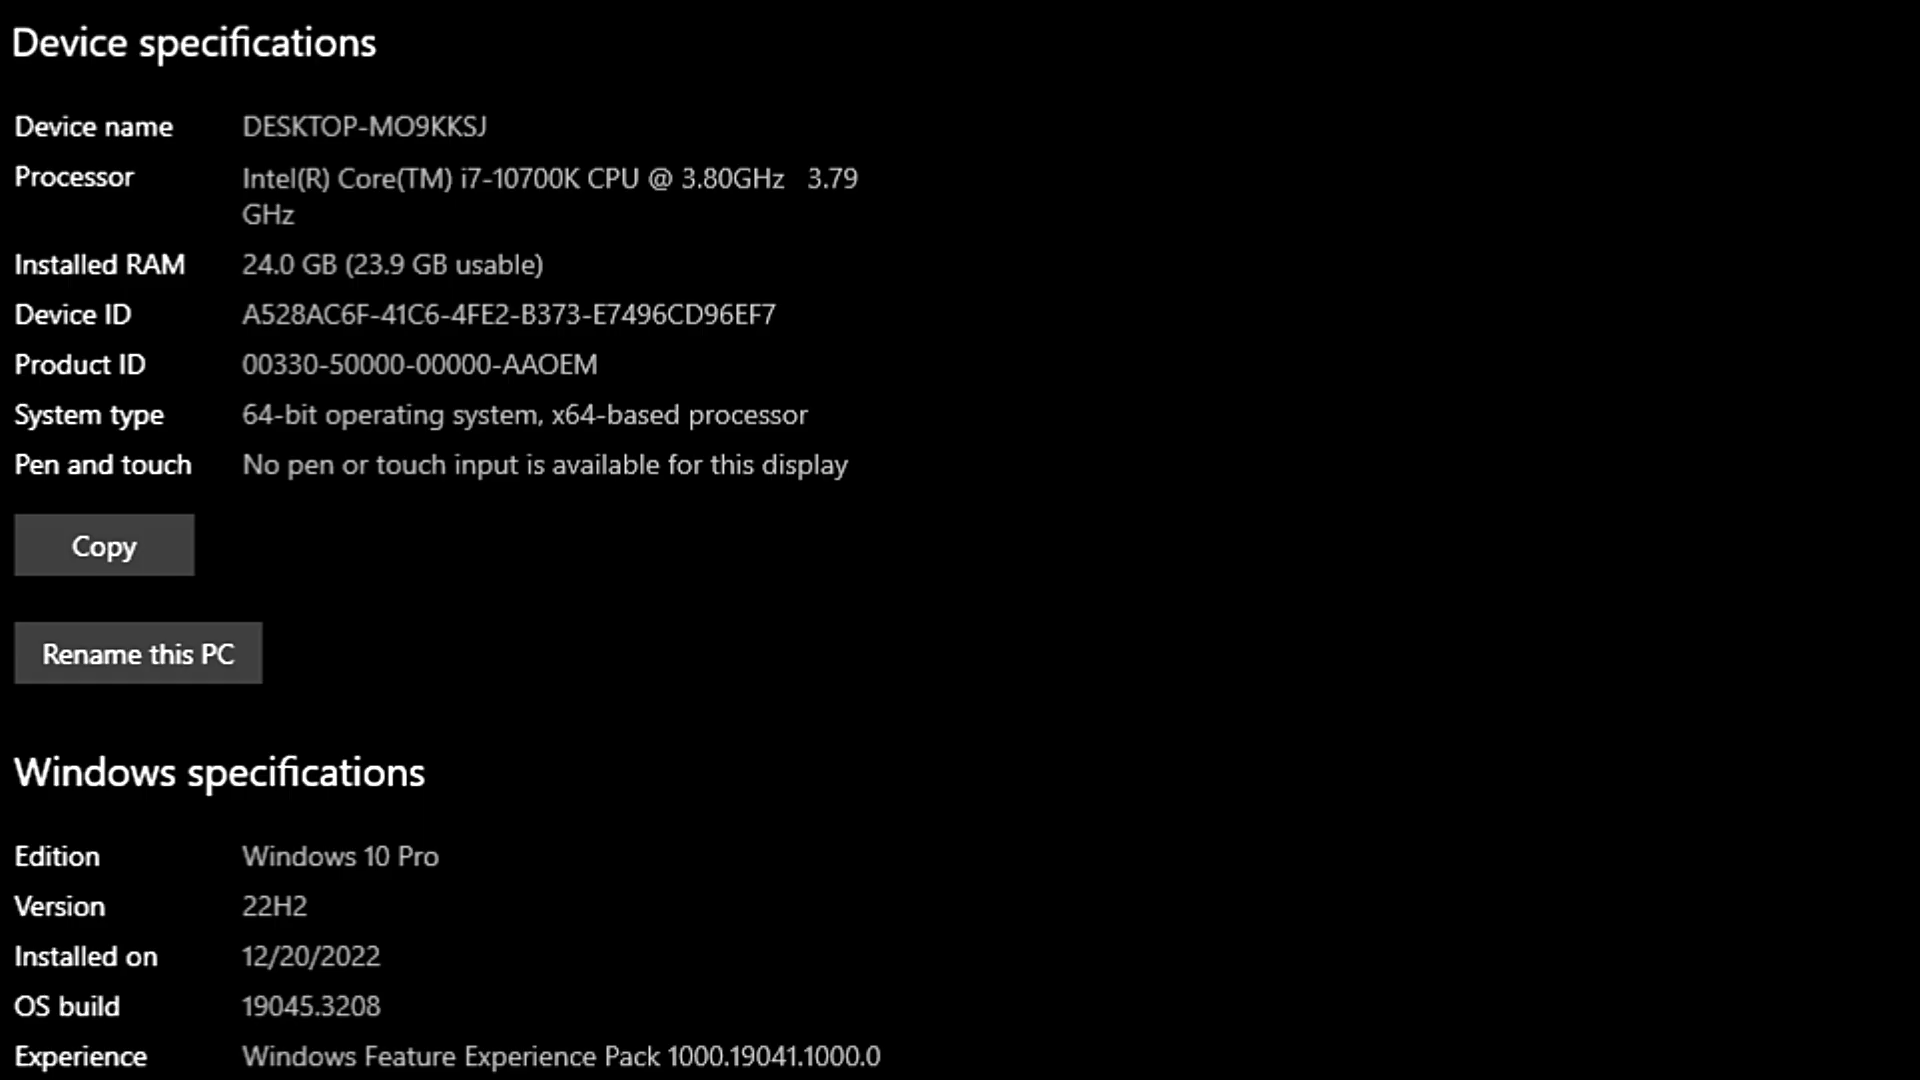 Device specifications
Device name DESKTOP-MO9KKSJ
Processor Intel(R) Core(TM) i7-10700K CPU @ 3.80GHz 3.79
GHz
Installed RAM 24.0 GB (23.9 GB usable)
Device ID A528AC6F-41C6-4FE2-B373-E7496CD96EF7
Product ID 00330-50000-00000-AAOEM
System type 64-bit operating system, x64-based processor
Pen and touch No pen or touch input is available for this display
Copy
Rename this PC
Windows specifications
Edition Windows 10 Pro
Version 22H2
Installed on 12/20/2022
OS build 19045.3208
Experience Windows Feature Experience Pack 1000.19041.1000.0